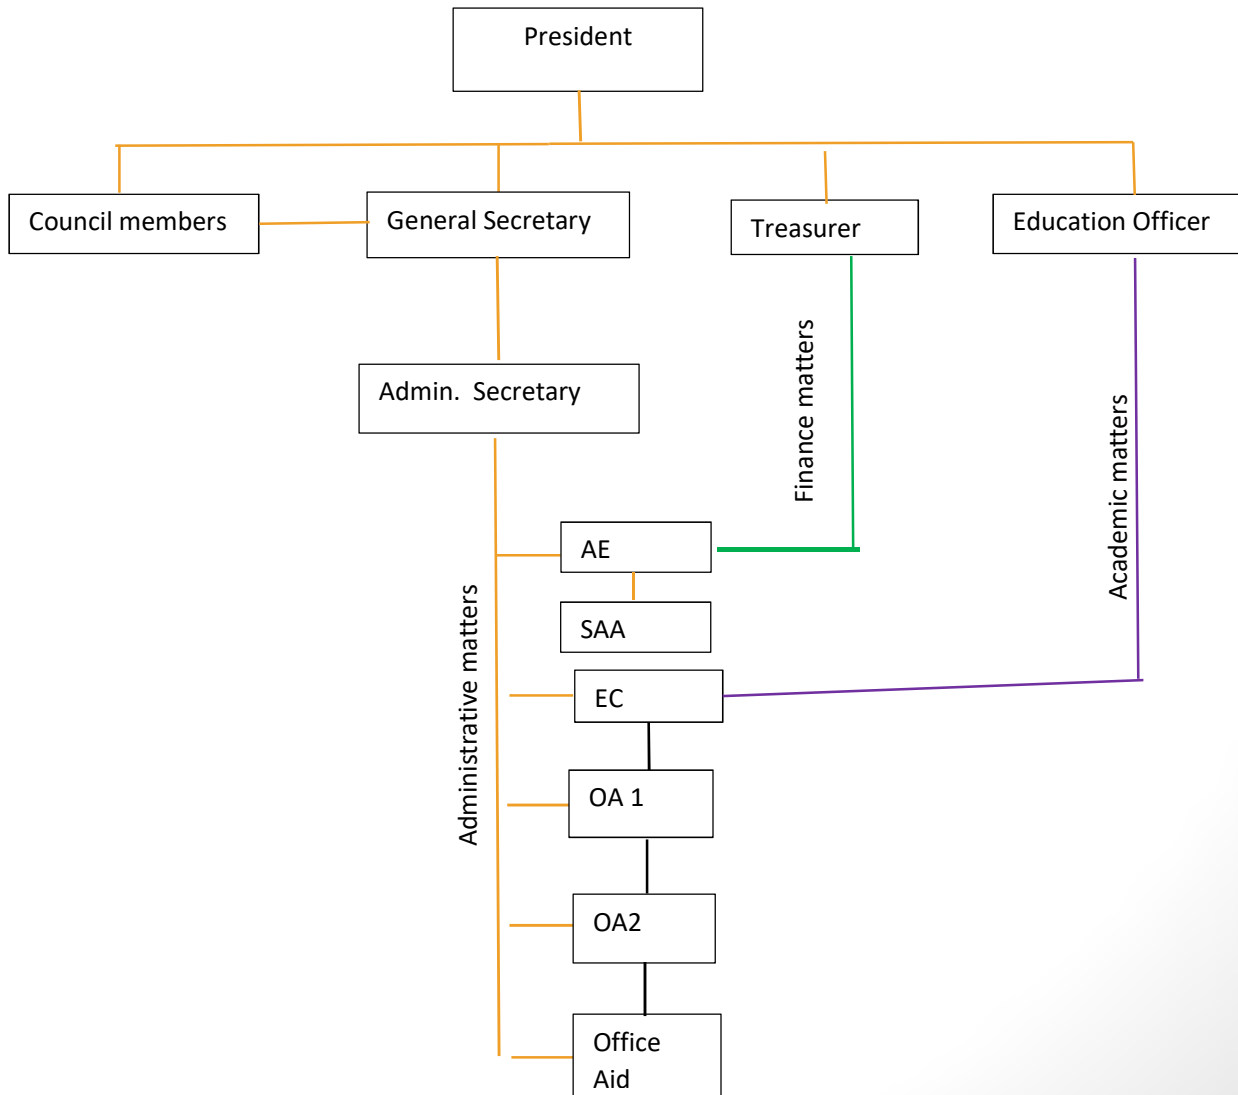 President
Council members
General Secretary
Treasurer
Education Officer
Admin. Secretary
Finance matters
Academic matters
AE
SAA
Administrative matters
EC
OA 1
OA2
Office
Aid